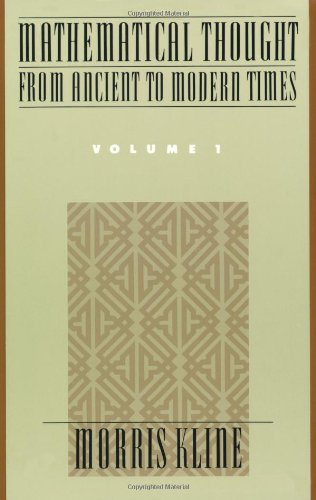 MATHEMATICAL THOUGHT
FROM ANCIENT TO MODERN TIMES
VOLUME 1
MORRIS KLINE